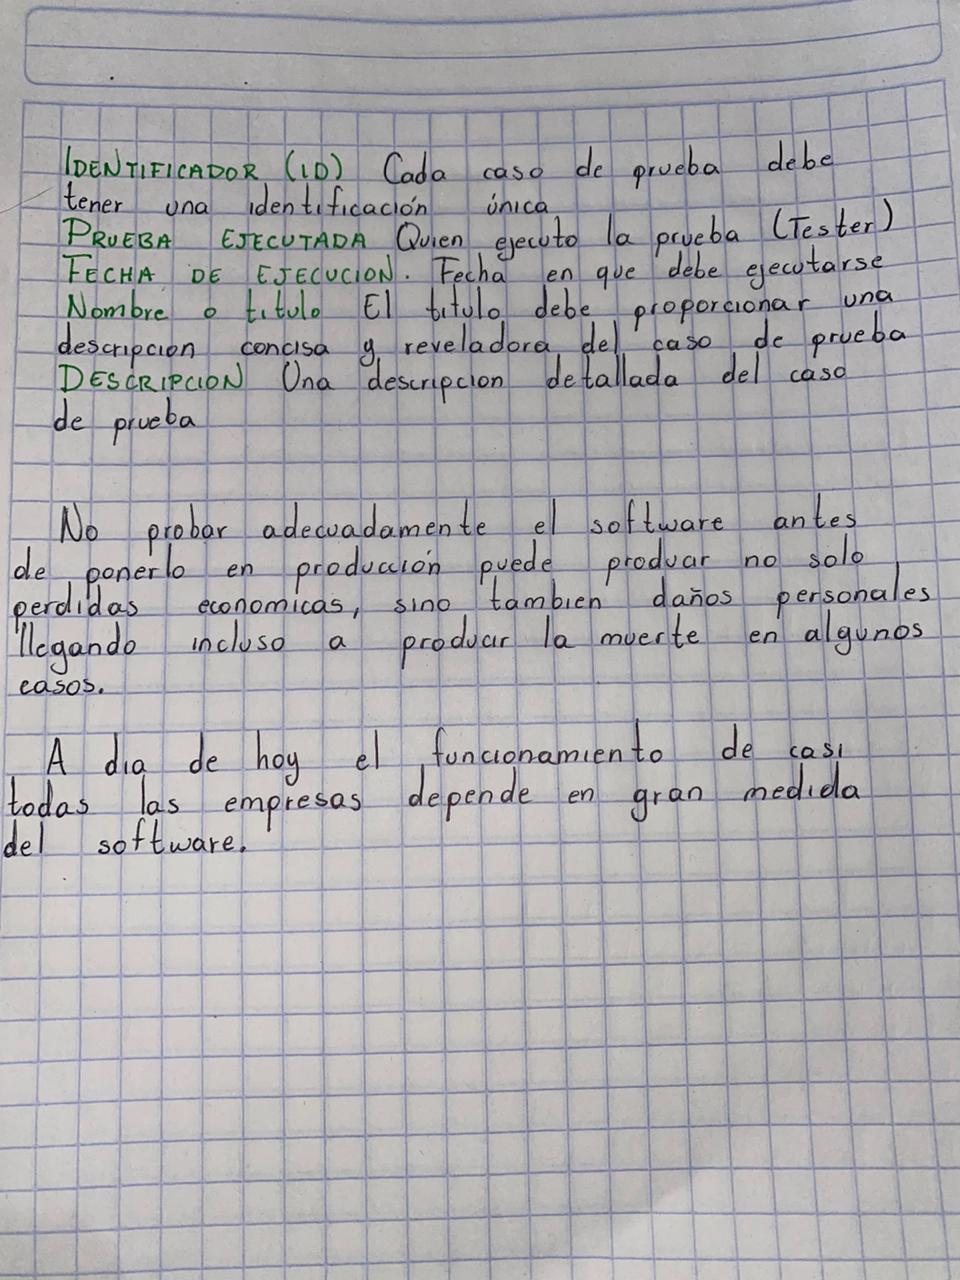 IDENTIFICADOR (ID) Cada caso de prueba debe
tener una identificación única
PRUEBA EJECUTADA Quien ejecuto la prueba (Tester)
FECHA DE EJECUCION. Fecha en que debe ejecutarse
Nombre o titulo El titulo debe proporcionar una
descripcion concisa y reveladora del caso de prueba
DESCRIPCION Una descripcion detallada del caso
de prueba
No probar adecuadamente el software antes
de ponerlo en producción puede producir no solo
perdidas economicas, sino tambien daños personales
llegando incluso a producir la muerte en algunos
casos.
A dia de hoy el funcionamiento de casi
todas las empresas depende en gran medida
del software.